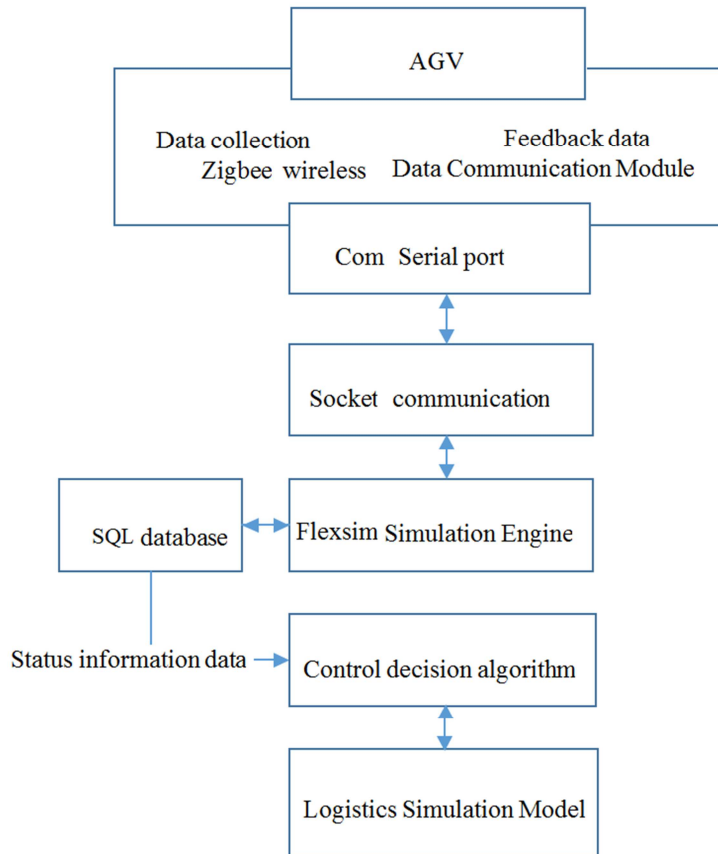 AGV
Data collection
Feedback data
Zigbee wireless
Data Communication Module
Com Serial port
Socket communication
SQL database
Flexsim Simulation Engine
Status information data
Control decision algorithm
Logistics Simulation Model